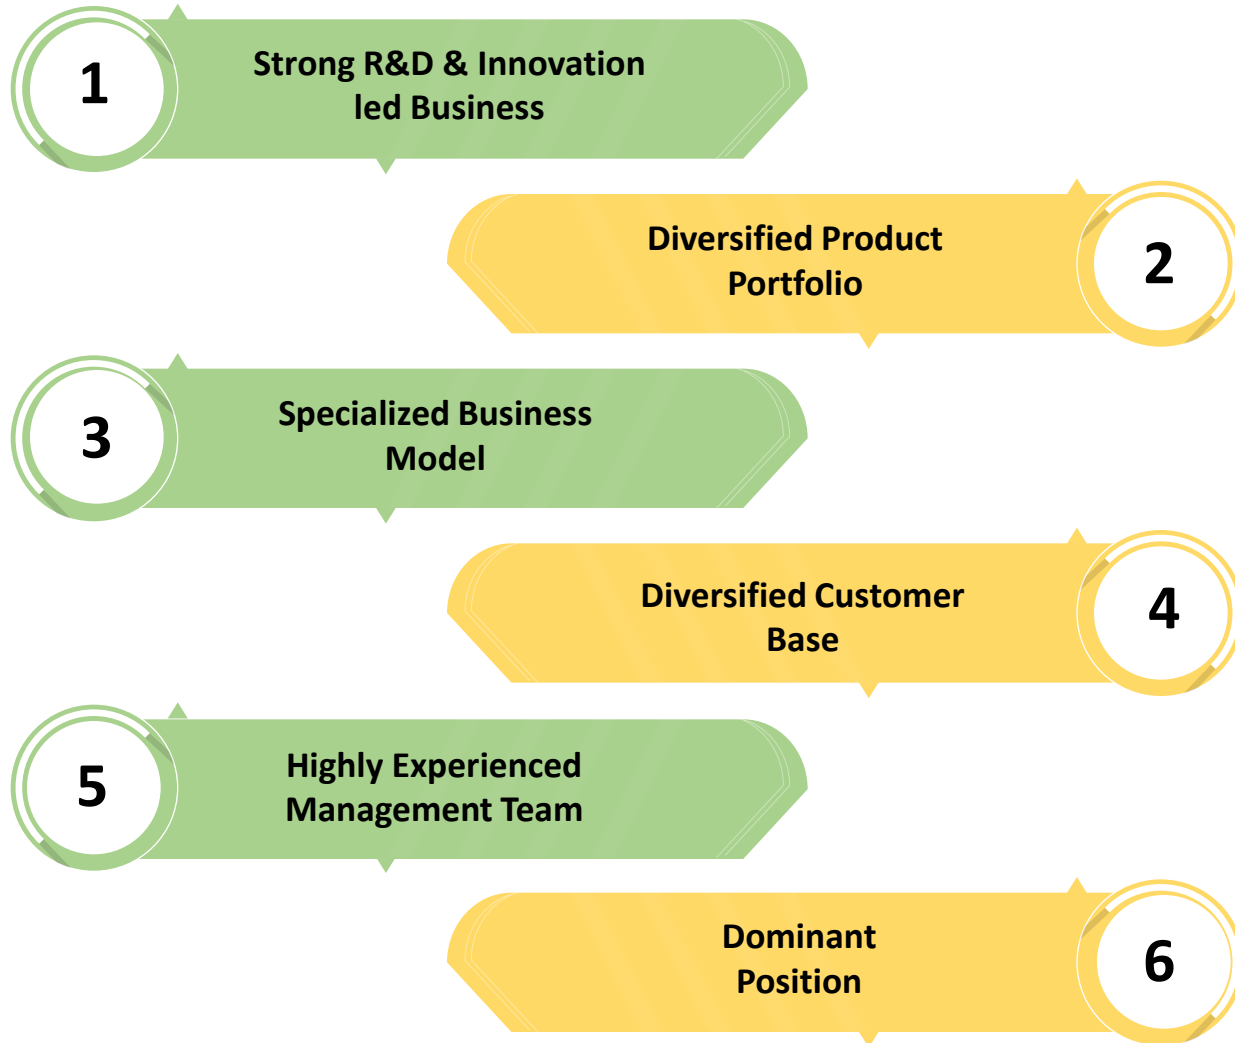 1
Strong R&D & Innovation
led Business
Diversified Product
Portfolio
2
3
Specialized Business
Model
Diversified Customer
Base
4
5
Highly Experienced
Management Team
Dominant
Position
6